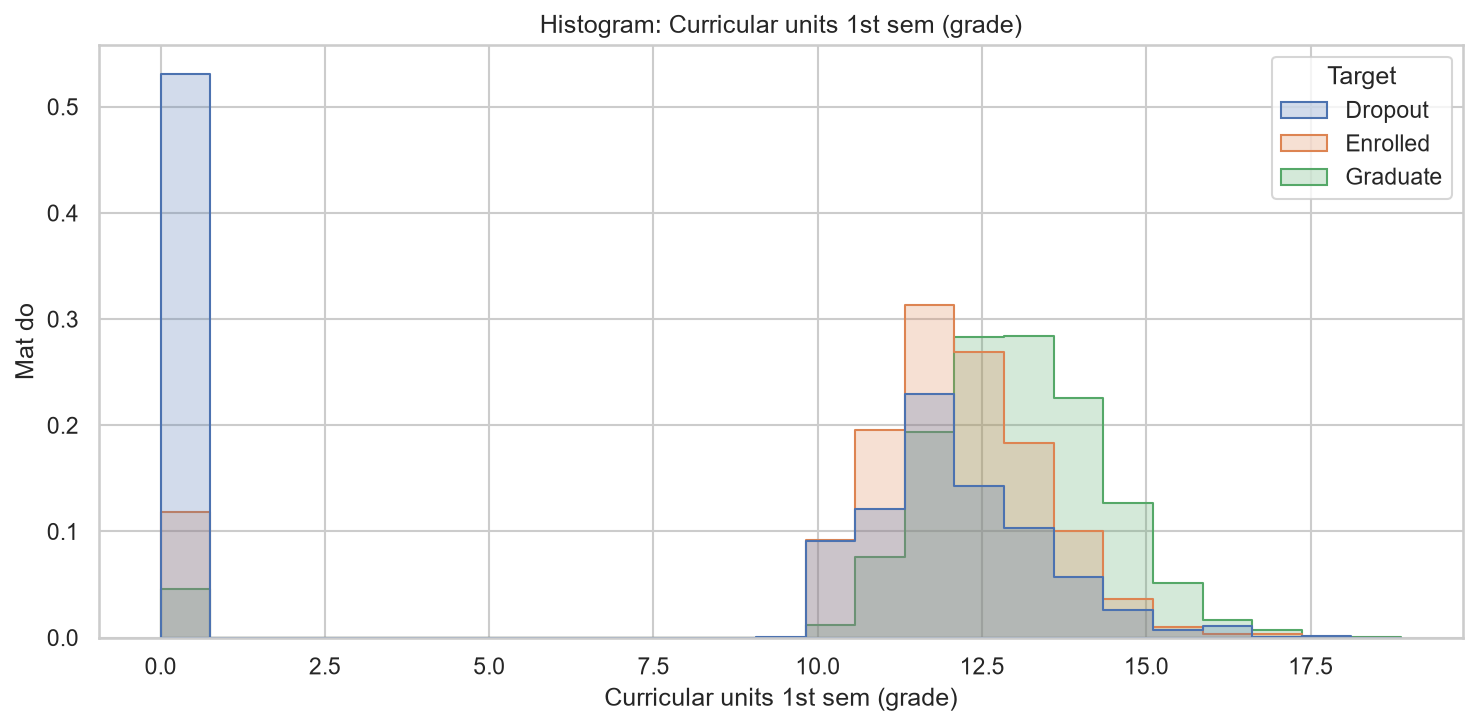 Histogram: Curricular units 1st sem (grade)
Target
Dropout
Enrolled
Graduate
Mat do
0.5
0.4
0.3
0.2
0.1
0.0
0.0 2.5 5.0 7.5 10.0 12.5 15.0 17.5
Curricular units 1st sem (grade)